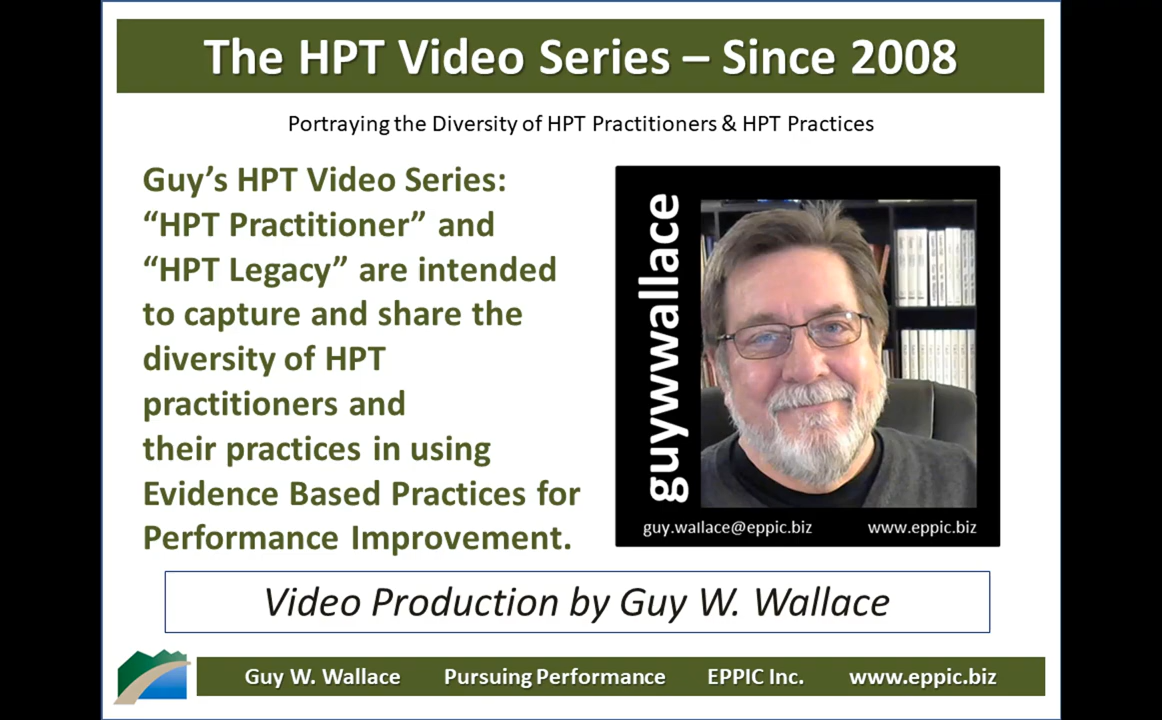 The HPT Video Series – Since 2008
Portraying the Diversity of HPT Practitioners & HPT Practices
Guy’s HPT Video Series:
“HPT Practitioner” and
“HPT Legacy” are intended
to capture and share the
diversity of HPT
practitioners and
their practices in using
Evidence Based Practices for
Performance Improvement.
guywwallace
guy.wallace@eppic.biz www.eppic.biz
Video Production by Guy W. Wallace
Guy W. Wallace Pursuing Performance EPPIC Inc. www.eppic.biz